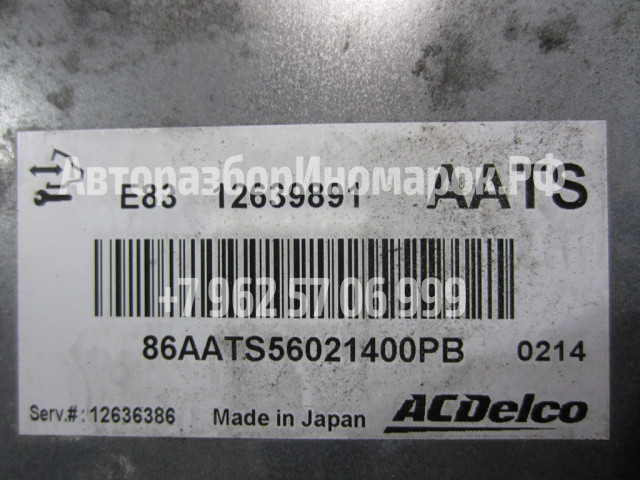 АвторазборИномарок.РФ
E83 12639891 AATS
+7 962 57 06 999
86AATS56021400PB 0214
Serv.#: 12636386 Made in Japan ACDelco